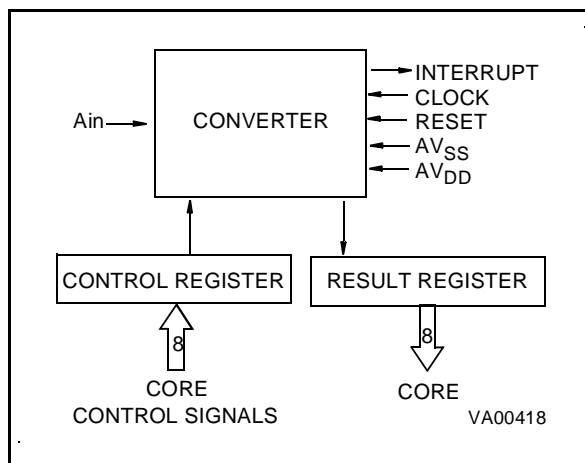 INTERRUPT
CLOCK
Ain
CONVERTER
RESET
AVSS
AVDD
CONTROL REGISTER
RESULT REGISTER
8
8
CORE
CONTROL SIGNALS
CORE
VA00418